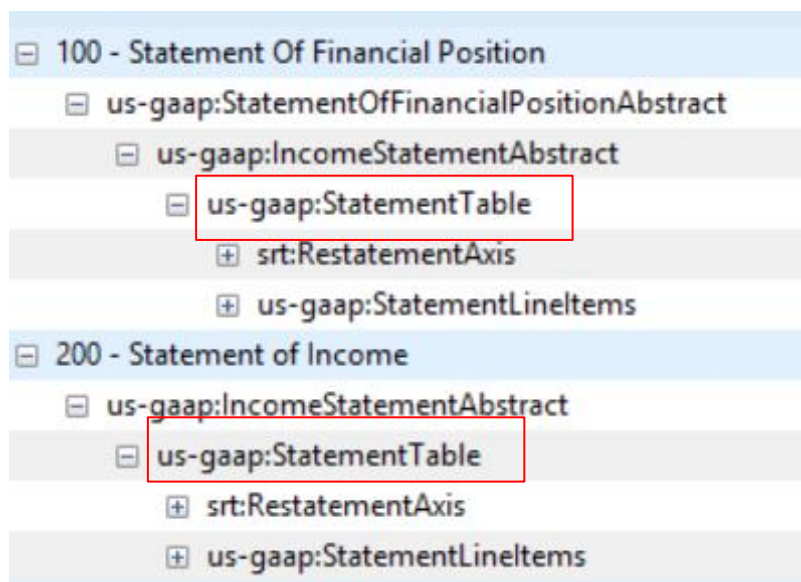 100 - Statement Of Financial Position
us-gaap:StatementOfFinancialPositionAbstract
us-gaap:IncomeStatementAbstract
us-gaap:StatementTable
srt:RestatementAxis
us-gaap:StatementLineItems
200 - Statement of Income
us-gaap:IncomeStatementAbstract
us-gaap:StatementTable
srt:RestatementAxis
us-gaap:StatementLineItems